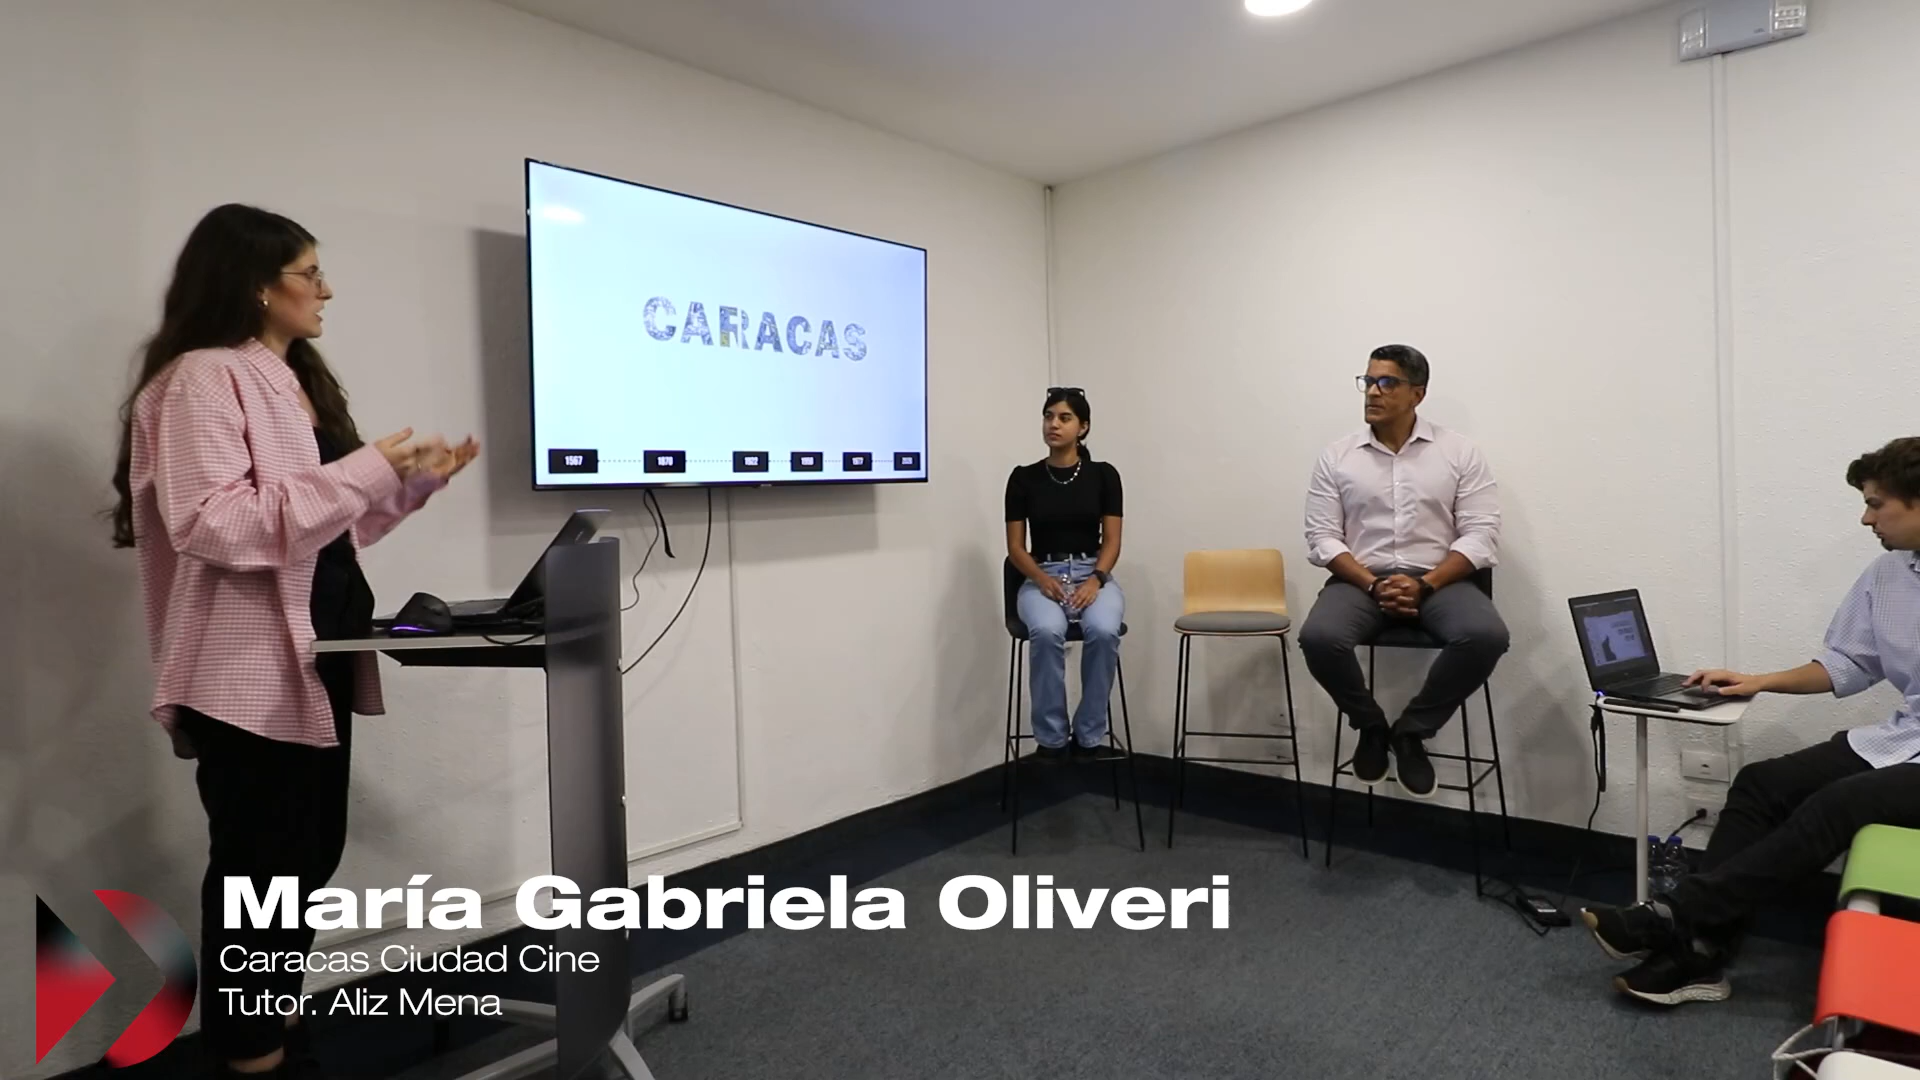 CARACAS
1567
1870
María Gabriela Oliveri
Caracas Ciudad Cine
Tutor. Aliz Mena